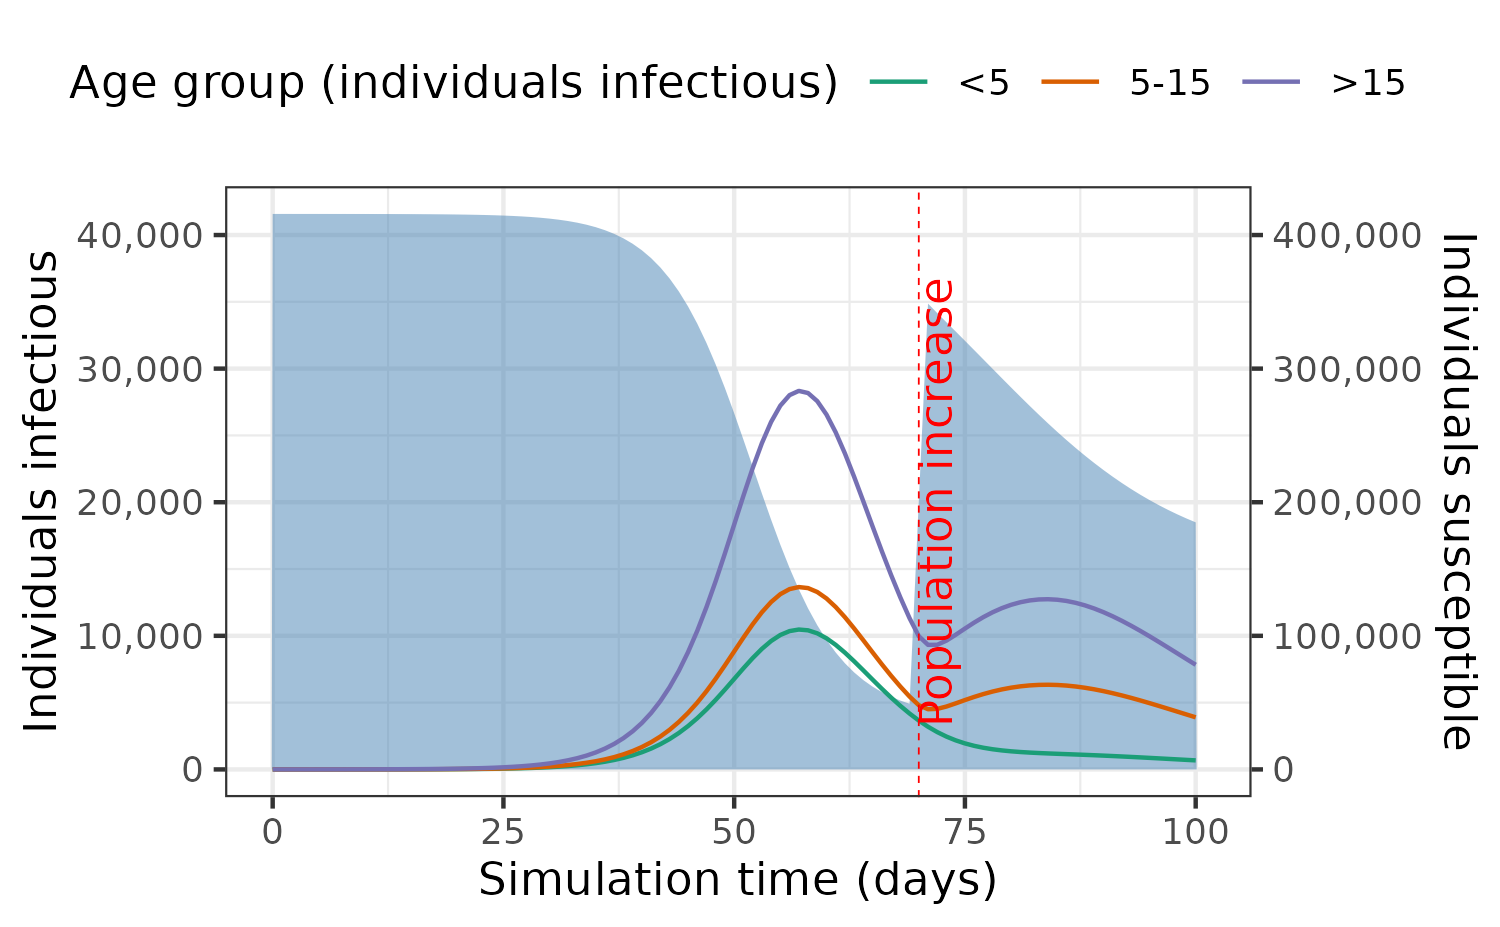 Age group (individuals infectious) <5 5-15 >15
Individuals infectious
40,000
30,000
20,000
10,000
0
Population increase
400,000
300,000
200,000
100,000
0
Individuals susceptible
0 25 50 75 100
Simulation time (days)